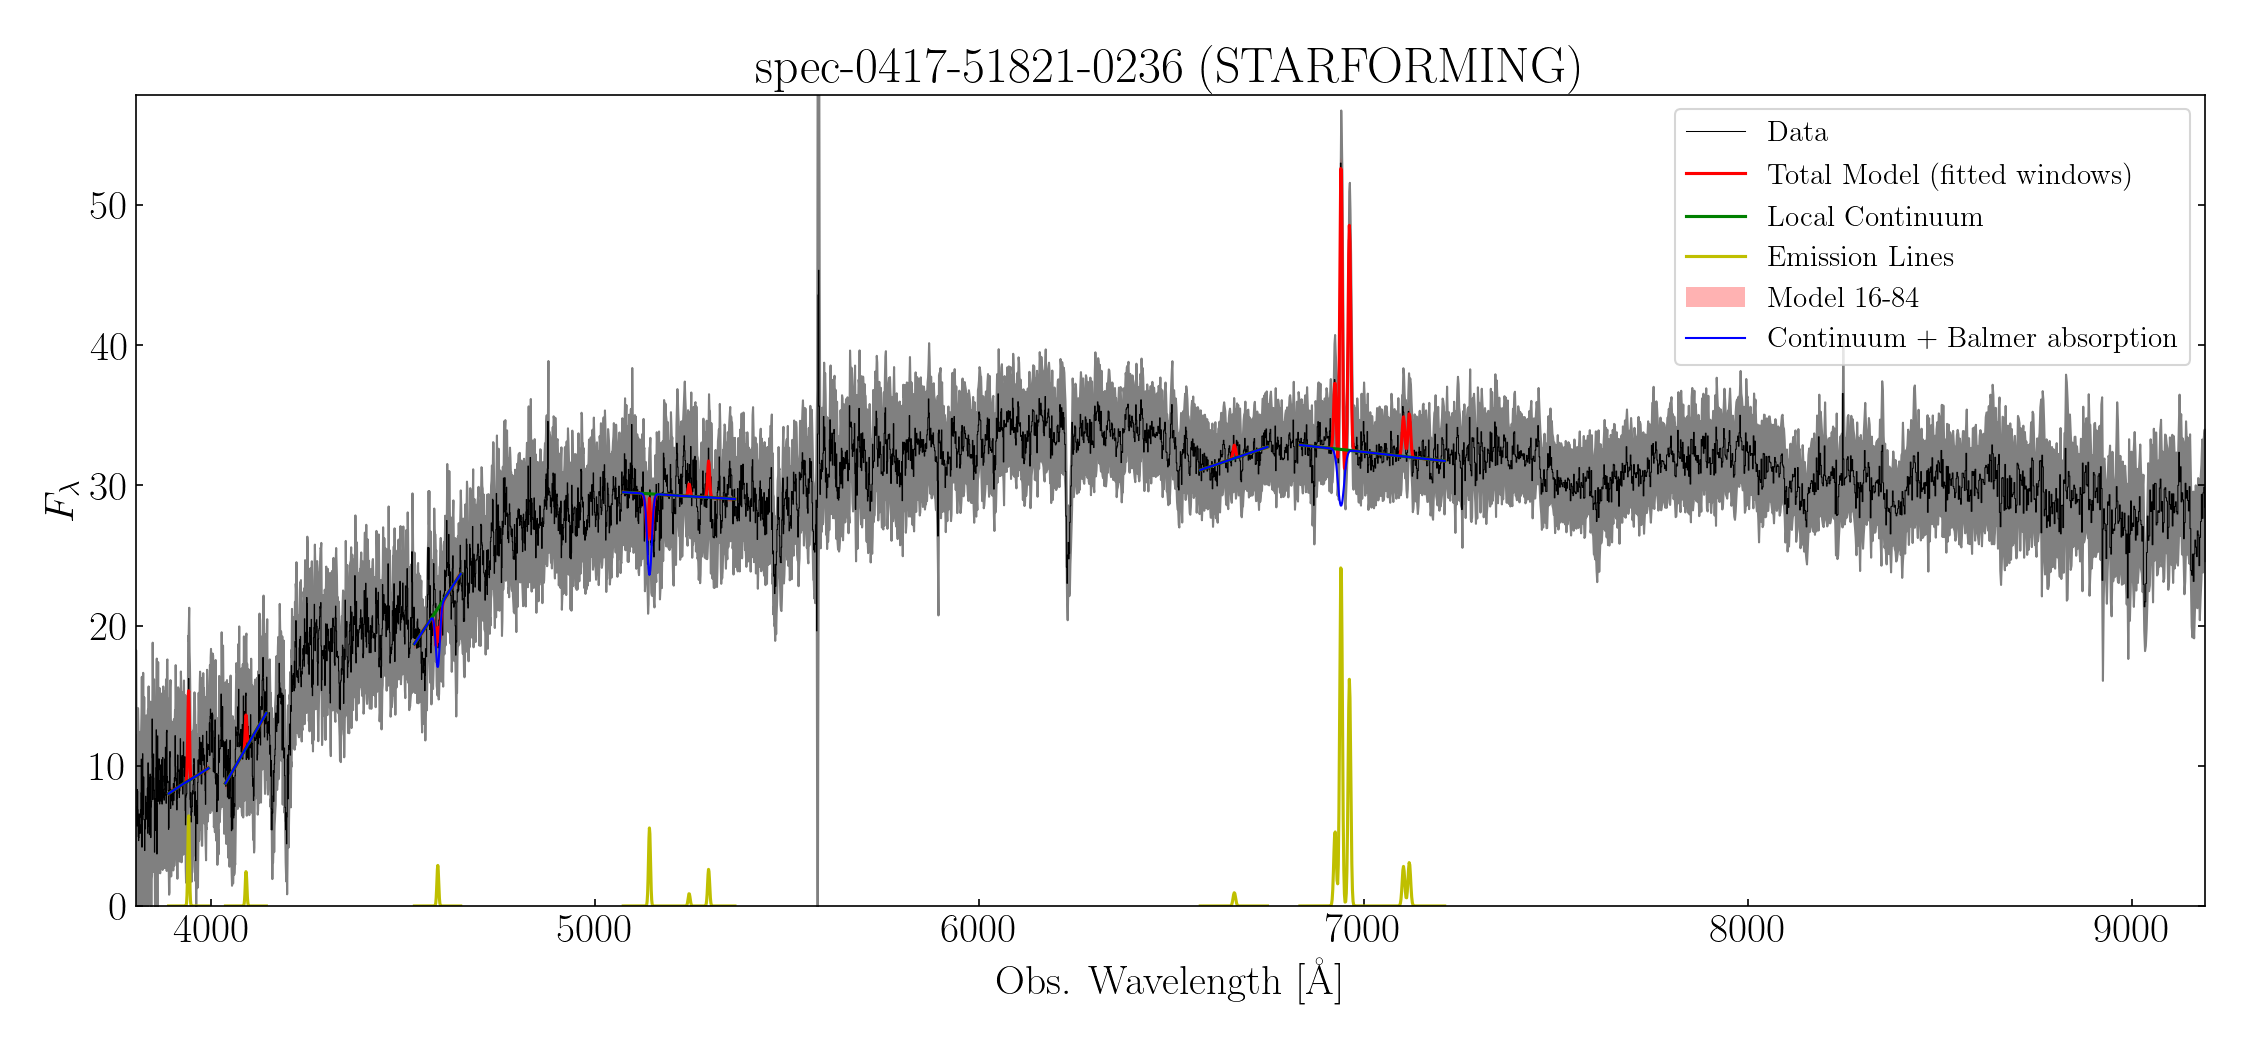 spec-0417-51821-0236 (STARFORMING)
Data
Total Model (fitted windows)
Local Continuum
Emission Lines
Model 16-84
Continuum + Balmer absorption
50
40
30
20
10
0
Fλ
4000 5000 6000 7000 8000 9000
Obs. Wavelength [Å]